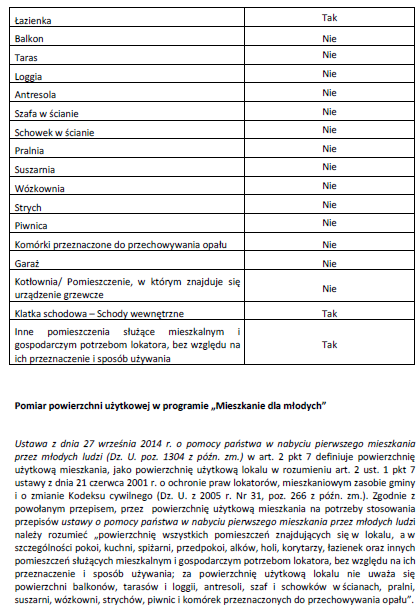 Łazienka Tak
Balkon Nie
Taras Nie
Loggia Nie
Antresola Nie
Szafa w ścianie Nie
Schowek w ścianie Nie
Pralnia Nie
Suszarnia Nie
Wózkownia Nie
Strych Nie
Piwnica Nie
Komórki przeznaczone do przechowywania opału Nie
Garaż Nie
Kotłownia/ Pomieszczenie, w którym znajduje się
urządzenie grzewcze Nie
Klatka schodowa – Schody wewnętrzne Tak
Inne pomieszczenia służące mieszkalnym i
gospodarczym potrzebom lokatora, bez względu na Tak
ich przeznaczenie i sposób używania
Pomiar powierzchni użytkowej w programie „Mieszkanie dla młodych”
Ustawa z dnia 27 września 2014 r. o pomocy państwa w nabyciu pierwszego mieszkania
przez młodych ludzi (Dz. U. poz. 1304 z późn. zm.) w art. 2 pkt 7 definiuje powierzchnię
użytkową mieszkania, jako powierzchnię użytkową lokalu w rozumieniu art. 2 ust. 1 pkt 7
ustawy z dnia 21 czerwca 2001 r. o ochronie praw lokatorów, mieszkaniowym zasobie gminy
i o zmianie Kodeksu cywilnego (Dz. U. z 2005 r. Nr 31, poz. 266 z późn. zm.). Zgodnie z
powołanym przepisem, przez powierzchnię użytkową mieszkania na potrzeby stosowania
przepisów ustawy o pomocy państwa w nabyciu pierwszego mieszkania przez młodych ludzi
należy rozumieć „powierzchnię wszystkich pomieszczeń znajdujących się w lokalu, a w
szczególności pokoi, kuchni, spiżarni, przedpokoi, alków, holi, korytarzy, łazienek oraz innych
pomieszczeń służących mieszkalnym i gospodarczym potrzebom lokatora, bez względu na ich
przeznaczenie i sposób używania; za powierzchnię użytkową lokalu nie uważa się
powierzchni balkonów, tarasów i loggii, antresoli, szaf i schowków w ścianach, pralni,
suszarni, wózkowni, strychów, piwnic i komórek przeznaczonych do przechowywania opału”.